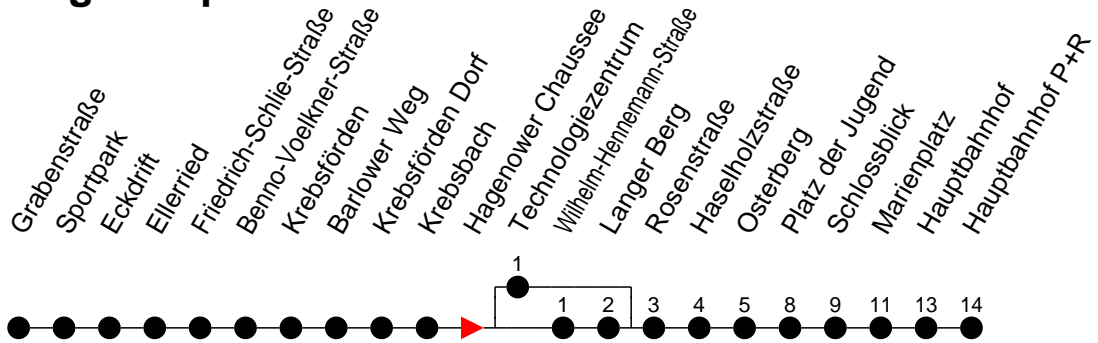 Grabenstraße
Sportpark
Eckdrift
Ellerried
Friedrich-Schlie-Straße
Benno-Voelkner-Straße
Krebsförden
Barlower Weg
Krebsförden Dorf
Krebsbach
Hagenower Chaussee
Technologiezentrum
Wilhelm-Hennemann-Straße
Langer Berg
Rosenstraße
Haselholzstraße
Osterberg
Platz der Jugend
Schlossblick
Marienplatz
Hauptbahnhof
Hauptbahnhof P+R
1
1 2 3 4 5 8 9 11 13 14